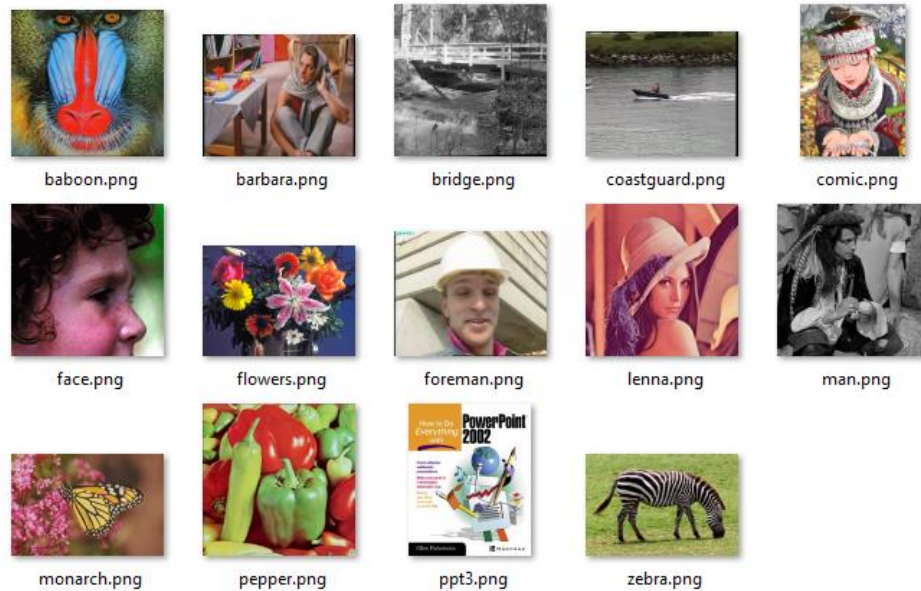 baboon.png
barbara.png
bridge.png
coastguard.png
comic.png
face.png
flowers.png
foreman.png
lenna.png
man.png
monarch.png
pepper.png
How to Do
Everything
with
PowerPoint
2002
ppt3.png
zebra.png